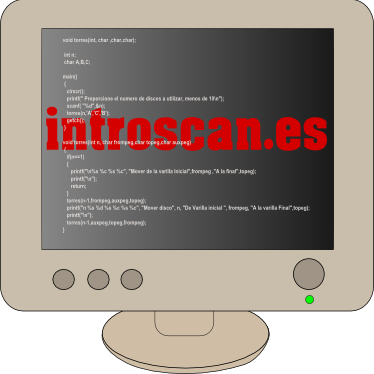 void torres(int, char ,char,char);
int n;
char A,B,C;
main()
{
clrscr();
printf(" Proporcione el numero de discos a utilizar, menos de 10\n");
scanf( "%d",&n);
torres(n,'A','C','B');
getch();
}
introscan.es
void torres(int n, char frompeg,char topeg,char auxpeg)
{
if(n==1)
{
printf("\n%s %c %s %c", "Mover de la varilla Inicial",frompeg ,"A la final",topeg);
printf("\n");
return;
}
torres(n-1,frompeg,auxpeg,topeg);
printf("\n %s %d %s %c %s %c", "Mover disco", n, "De Varilla inicial ", frompeg, "A la varilla Final",topeg);
printf("\n");
torres(n-1,auxpeg,topeg,frompeg);
}